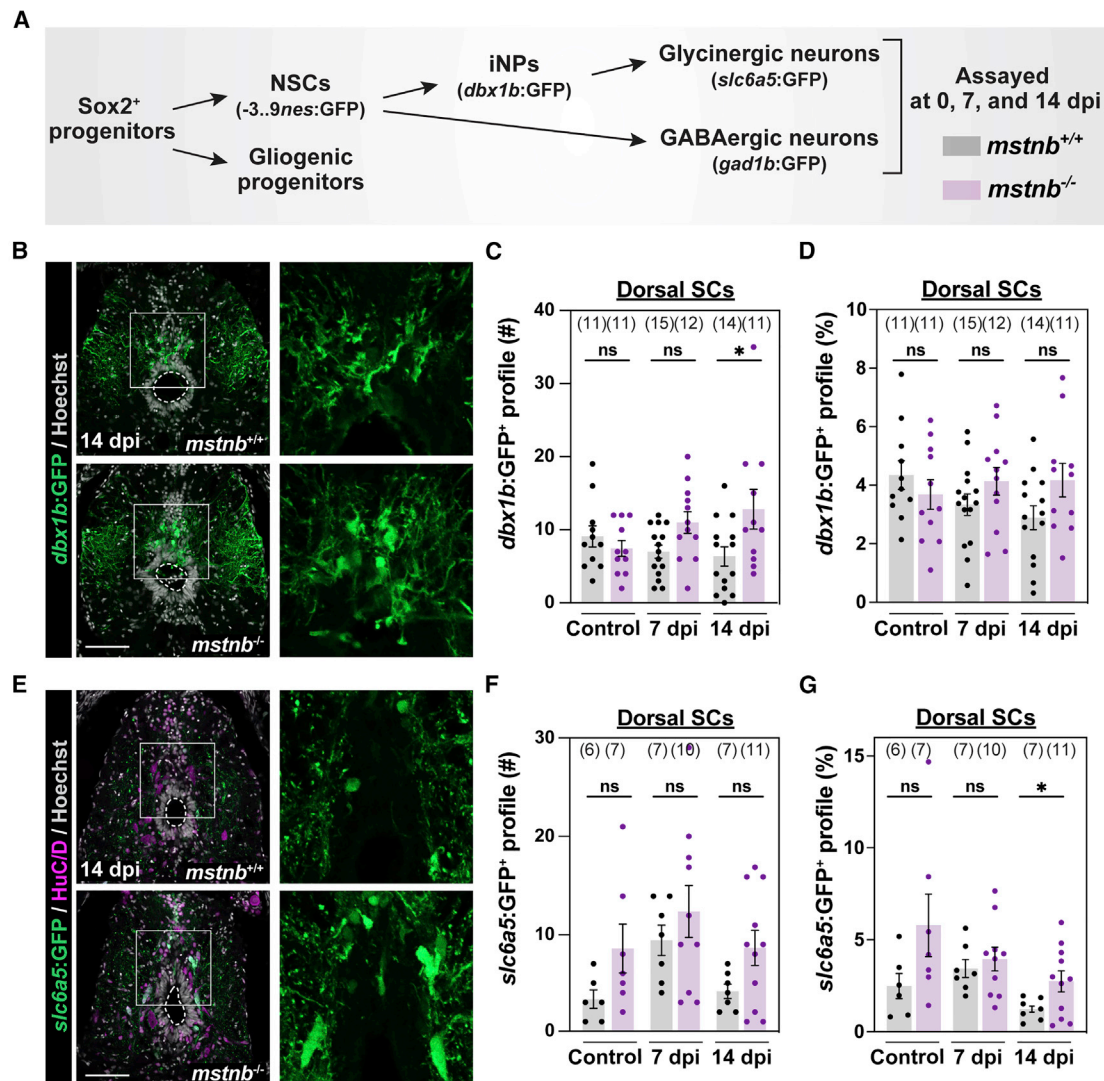 A
Sox2+
progenitors
NSCs
(-3..9nes:GFP)
Gliogenic
progenitors
iNPs
(dbx1b:GFP)
Glycinergic neurons
(slc6a5:GFP)
GABAergic neurons
(gad1b:GFP)
Assayed
at 0, 7, and 14 dpi
mstnb+/+
mstnb-/-
B
dbx1b:GFP / Hoechst
14 dpi
mstnb+/+
mstnb-/-
C
Dorsal SCs
dbx1b:GFP+ profile (#)
40
30
20
10
0
(11)(11) (15)(12) (14)(11)
ns ns *
Control 7 dpi 14 dpi
D
Dorsal SCs
dbx1b:GFP+ profile (%)
10
8
6
4
2
0
(11)(11) (15)(12) (14)(11)
ns ns ns
Control 7 dpi 14 dpi
E
slc6a5:GFP / HuC/D / Hoechst
14 dpi
mstnb+/+
mstnb-/-
F
Dorsal SCs
slc6a5:GFP+ profile (#)
30
20
10
0
(6) (7) (7) (10) (7) (11)
ns ns ns
Control 7 dpi 14 dpi
G
Dorsal SCs
slc6a5:GFP+ profile (%)
15
10
5
0
(6) (7) (7) (10) (7) (11)
ns ns *
Control 7 dpi 14 dpi